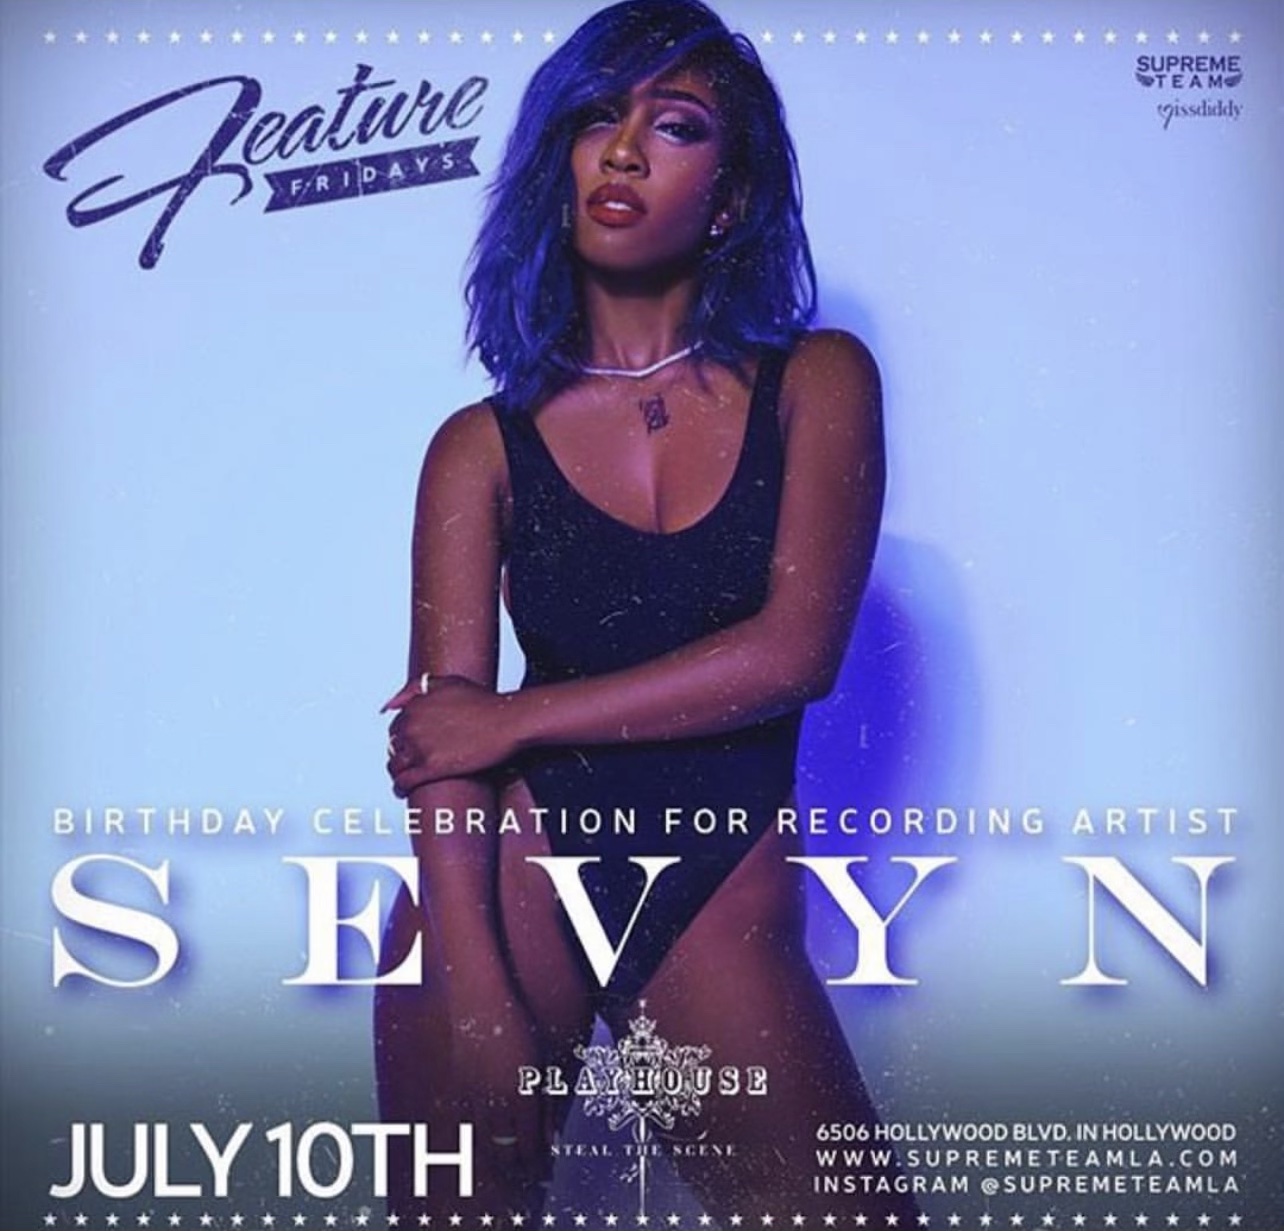 Feature
FRIDAYS
SUPREME
TEAM
missdiddy
BIRTHDAY CELEBRATION FOR RECORDING ARTIST
SEVYN
PLAYHOUSE
STEAL THE SCENE
JULY 10TH
6506 HOLLYWOOD BLVD. IN HOLLYWOOD
WWW.SUPREMETEAMLA.COM
INSTAGRAM @SUPREMETEAMLA